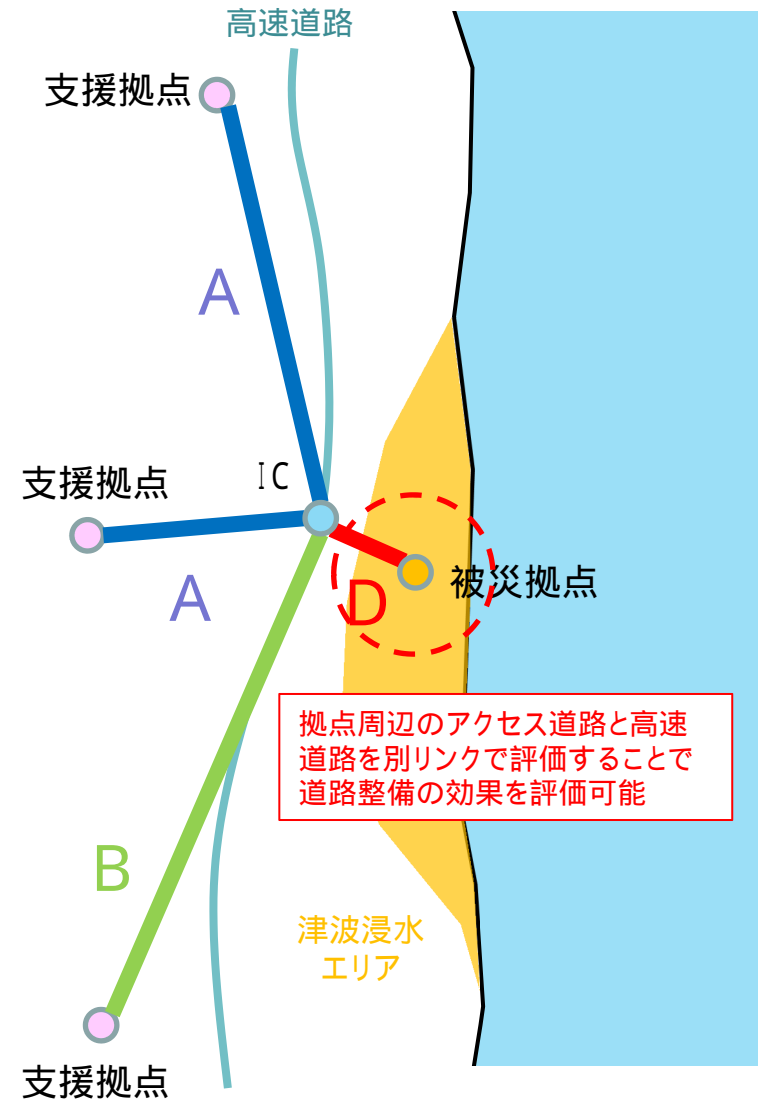 高速道路
支援拠点
A
支援拠点
IC
A
D
被災拠点
拠点周辺のアクセス道路と高速
道路を別リンクで評価することで
道路整備の効果を評価可能
B
津波浸水
エリア
支援拠点